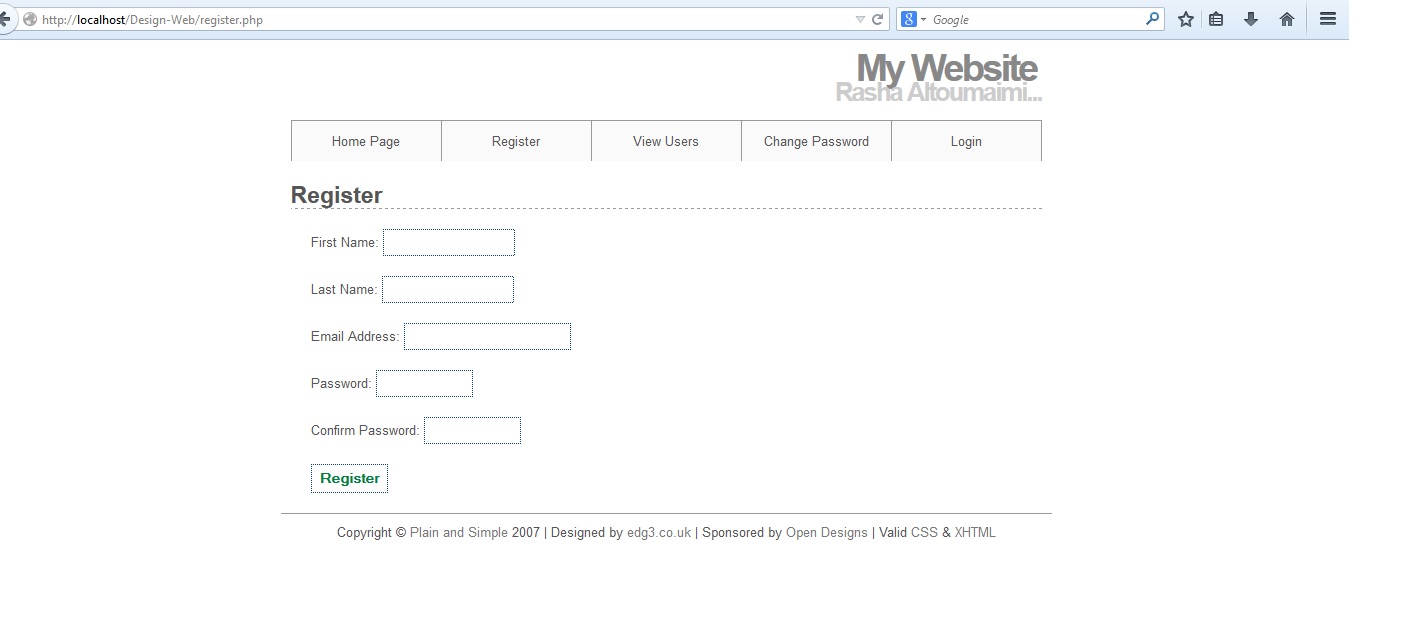 http://localhost/Design-Web/register.php
8 Google
My Website
Rasha Altoumaimi...
Home Page Register View Users Change Password Login
Register
First Name:
Last Name:
Email Address:
Password:
Confirm Password:
Register
Copyright © Plain and Simple 2007 | Designed by edg3.co.uk | Sponsored by Open Designs | Valid CSS & XHTML